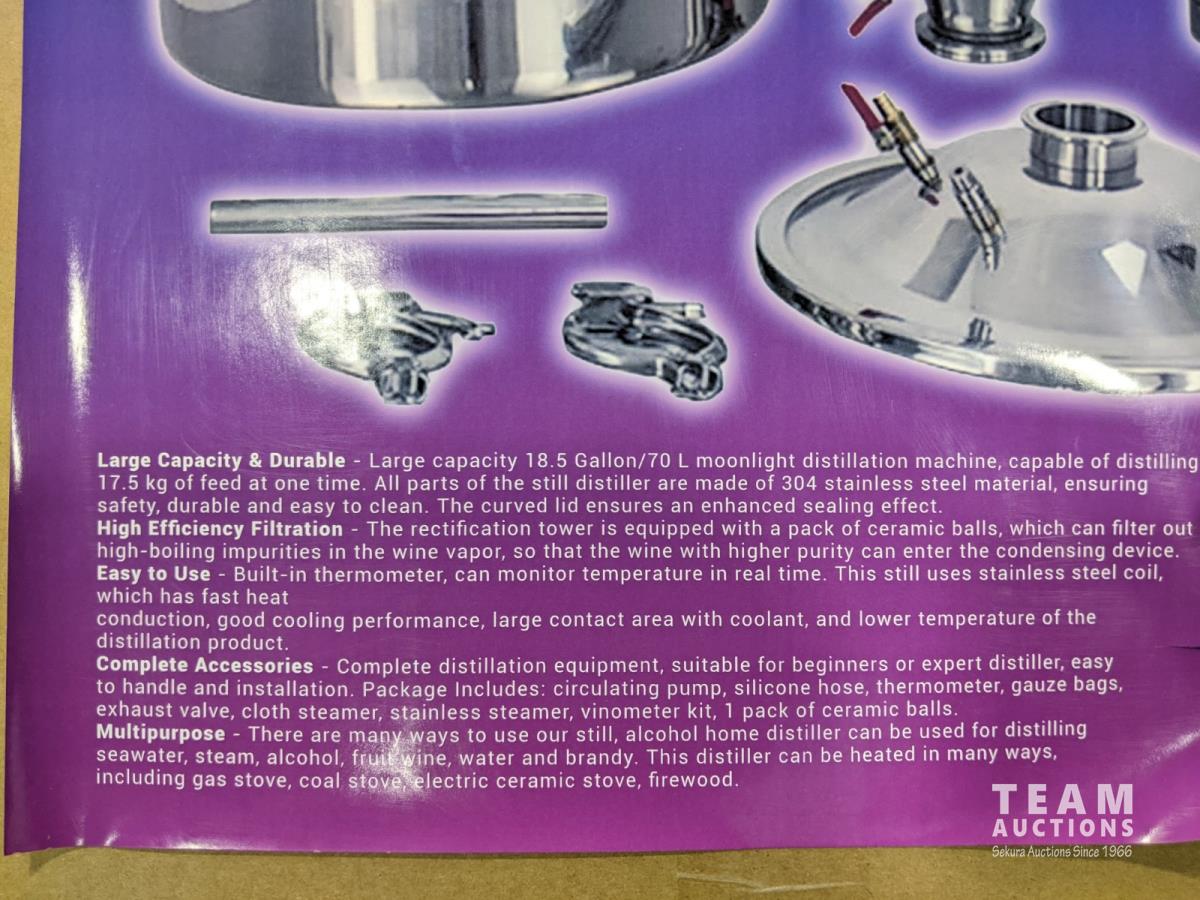 Large Capacity & Durable - Large capacity 18.5 Gallon/70 L moonlight distillation machine, capable of distilling
17.5 kg of feed at one time. All parts of the still distiller are made of 304 stainless steel material, ensuring
safety, durable and easy to clean. The curved lid ensures an enhanced sealing effect.
High Efficiency Filtration - The rectification tower is equipped with a pack of ceramic balls, which can filter out
high-boiling impurities in the wine vapor, so that the wine with higher purity can enter the condensing device.
Easy to Use - Built-in thermometer, can monitor temperature in real time. This still uses stainless steel coil,
which has fast heat
conduction, good cooling performance, large contact area with coolant, and lower temperature of the
distillation product.
Complete Accessories - Complete distillation equipment, suitable for beginners or expert distiller, easy
to handle and installation. Package Includes: circulating pump, silicone hose, thermometer, gauze bags,
exhaust valve, cloth steamer, stainless steamer, vinometer kit, 1 pack of ceramic balls.
Multipurpose - There are many ways to use our still, alcohol home distiller can be used for distilling
seawater, steam, alcohol, fruit wine, water and brandy. This distiller can be heated in many ways,
including gas stove, coal stove, electric ceramic stove, firewood.
TEAM
AUCTIONS
Sekura Auctions Since 1966